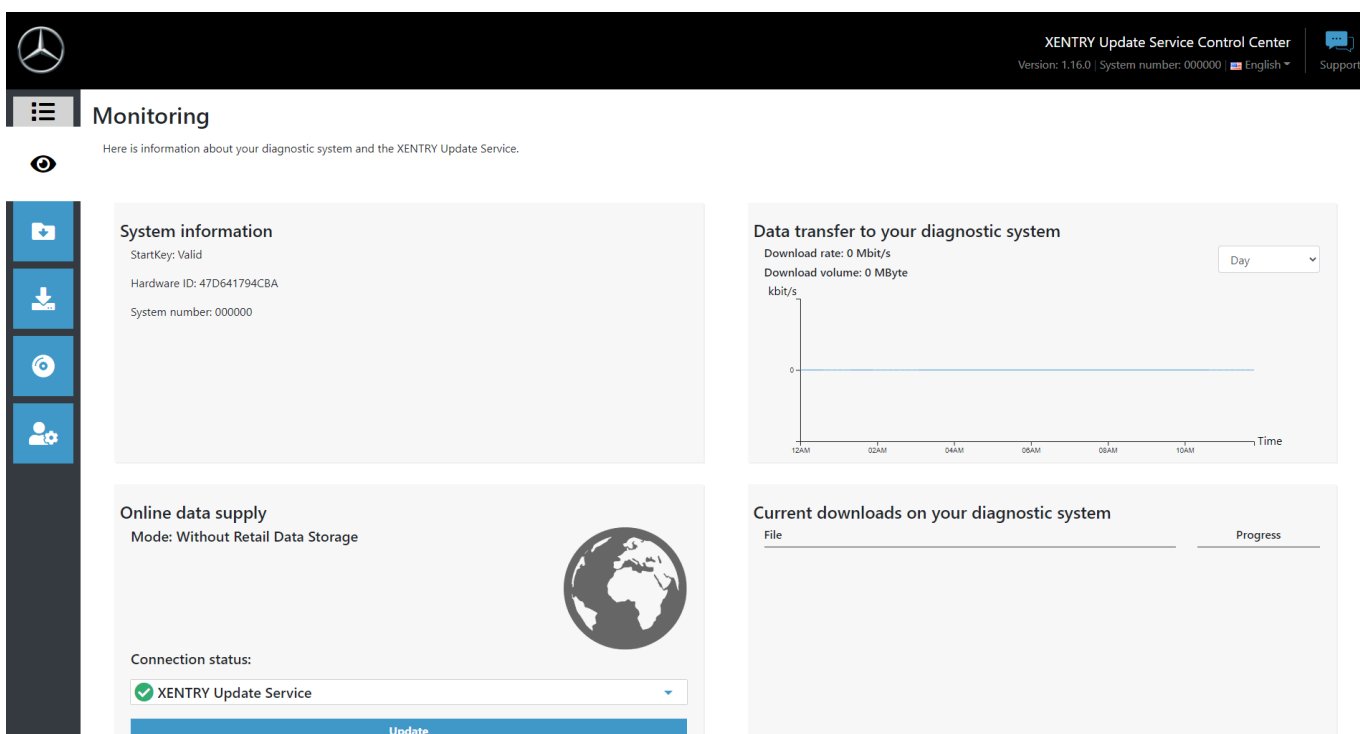 XENTRY Update Service Control Center
Version: 1.16.0 | System number: 000000 | English
Support
Monitoring
Here is information about your diagnostic system and the XENTRY Update Service.
System information
StartKey: Valid
Hardware ID: 47D641794CBA
System number: 000000
Data transfer to your diagnostic system
Download rate: 0 Mbit/s
Download volume: 0 MByte
Day
kbit/s
0
12AM 02AM 04AM 06AM 08AM 10AM
Time
Online data supply
Mode: Without Retail Data Storage
Connection status:
XENTRY Update Service
Update
Current downloads on your diagnostic system
File Progress